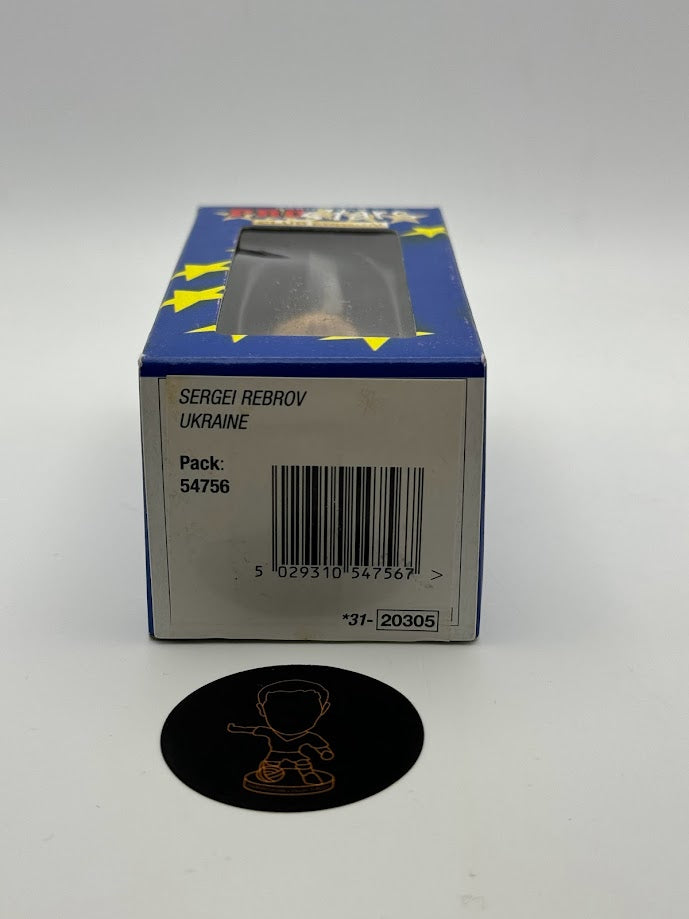 SERGEI REBROV
UKRAINE
Pack:
54756
5 029310 547567 >
*31- 20305